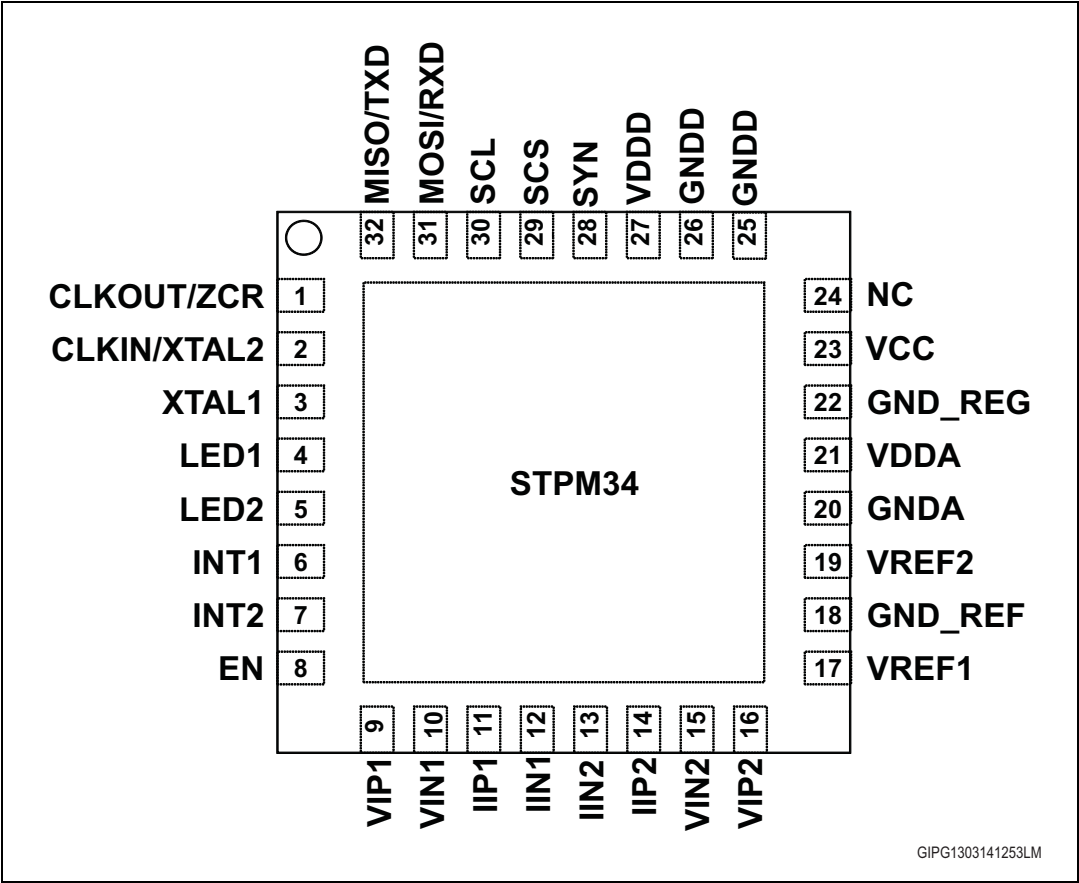 MISO/TXD
MOSI/RXD
SCL
SCS
SYN
VDDD
GNDD
GNDD
32
31
30
29
28
27
26
25
CLKOUT/ZCR 1
CLKIN/XTAL2 2
XTAL1 3
LED1 4
LED2 5
INT1 6
INT2 7
EN 8
STPM34
24 NC
23 VCC
22 GND_REG
21 VDDA
20 GNDA
19 VREF2
18 GND_REF
17 VREF1
9
10
11
12
13
14
15
16
VIP1
VIN1
IIP1
IIN1
IIN2
IIP2
VIN2
VIP2
GIPG1303141253LM